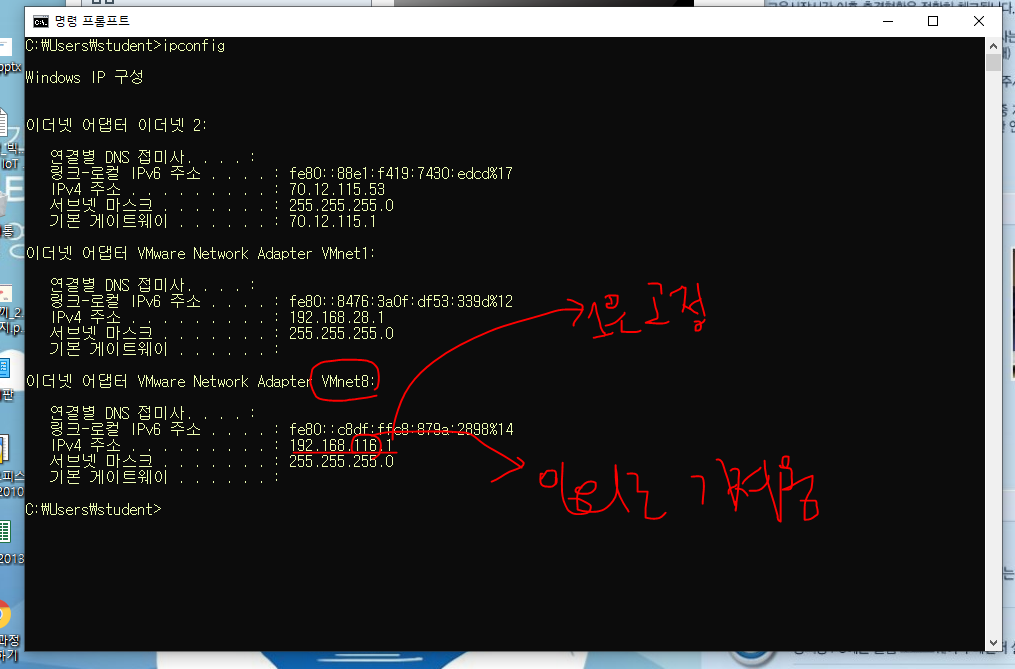 명령 프롬프트
C:\Users\student>ipconfig
Windows IP 구성
이더넷 어댑터 이더넷 2:
연결별 DNS 접미사. . . . :
링크-로컬 IPv6 주소 . . . . : fe80::88e1:f419:7430:edcd%17
IPv4 주소 . . . . . . . . . : 70.12.115.53
서브넷 마스크 . . . . . . . : 255.255.255.0
기본 게이트웨이 . . . . . . : 70.12.115.1
이더넷 어댑터 VMware Network Adapter VMnet1:
연결별 DNS 접미사. . . . :
링크-로컬 IPv6 주소 . . . . : fe80::8476:3a0f:df53:339d%12
IPv4 주소 . . . . . . . . . : 192.168.28.1
서브넷 마스크 . . . . . . . : 255.255.255.0
기본 게이트웨이 . . . . . . :
고정
이더넷 어댑터 VMware Network Adapter VMnet8:
연결별 DNS 접미사. . . . :
링크-로컬 IPv6 주소 . . . . : fe80::c8df:ffc8:879a:2898%14
IPv4 주소 . . . . . . . . . : 192.168.116.1
서브넷 마스크 . . . . . . . : 255.255.255.0
기본 게이트웨이 . . . . . . :
C:\Users\student>